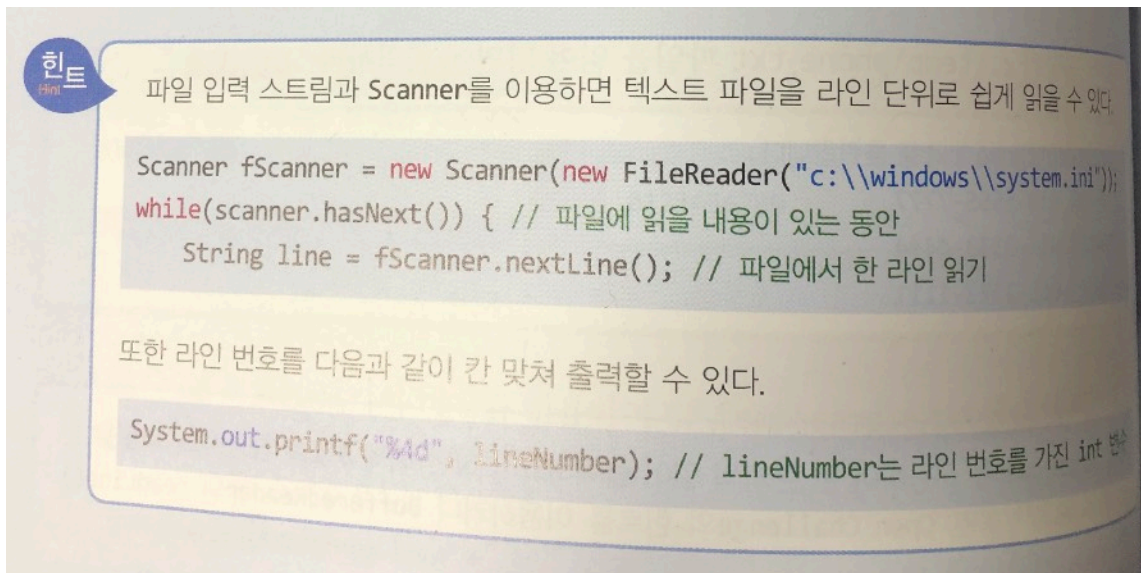 힌트
Hint
파일 입력 스트림과 Scanner를 이용하면 텍스트 파일을 라인 단위로 쉽게 읽을 수 있다.
Scanner fScanner = new Scanner(new FileReader("c:\\windows\\system.ini"));
while(scanner.hasNext()) { // 파일에 읽을 내용이 있는 동안
String line = fScanner.nextLine(); // 파일에서 한 라인 읽기
또한 라인 번호를 다음과 같이 칸 맞쳐 출력할 수 있다.
System.out.printf("%4d", lineNumber); // lineNumber는 라인 번호를 가진 int 변수